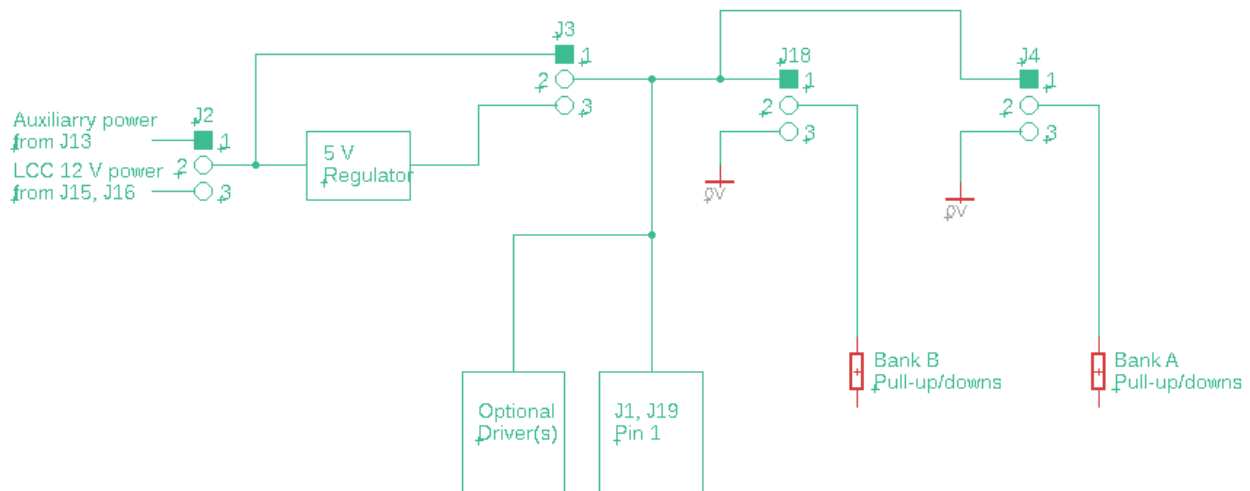 J3
1
2
3
J18
1
2
3
J4
1
2
3
Auxiliarry power
from J13
J2
1
2
3
LCC 12 V power
from J15, J16
5 V
Regulator
0V
0V
Bank B
Pull-up/downs
Bank A
Pull-up/downs
Optional
Driver(s)
J1, J19
Pin 1